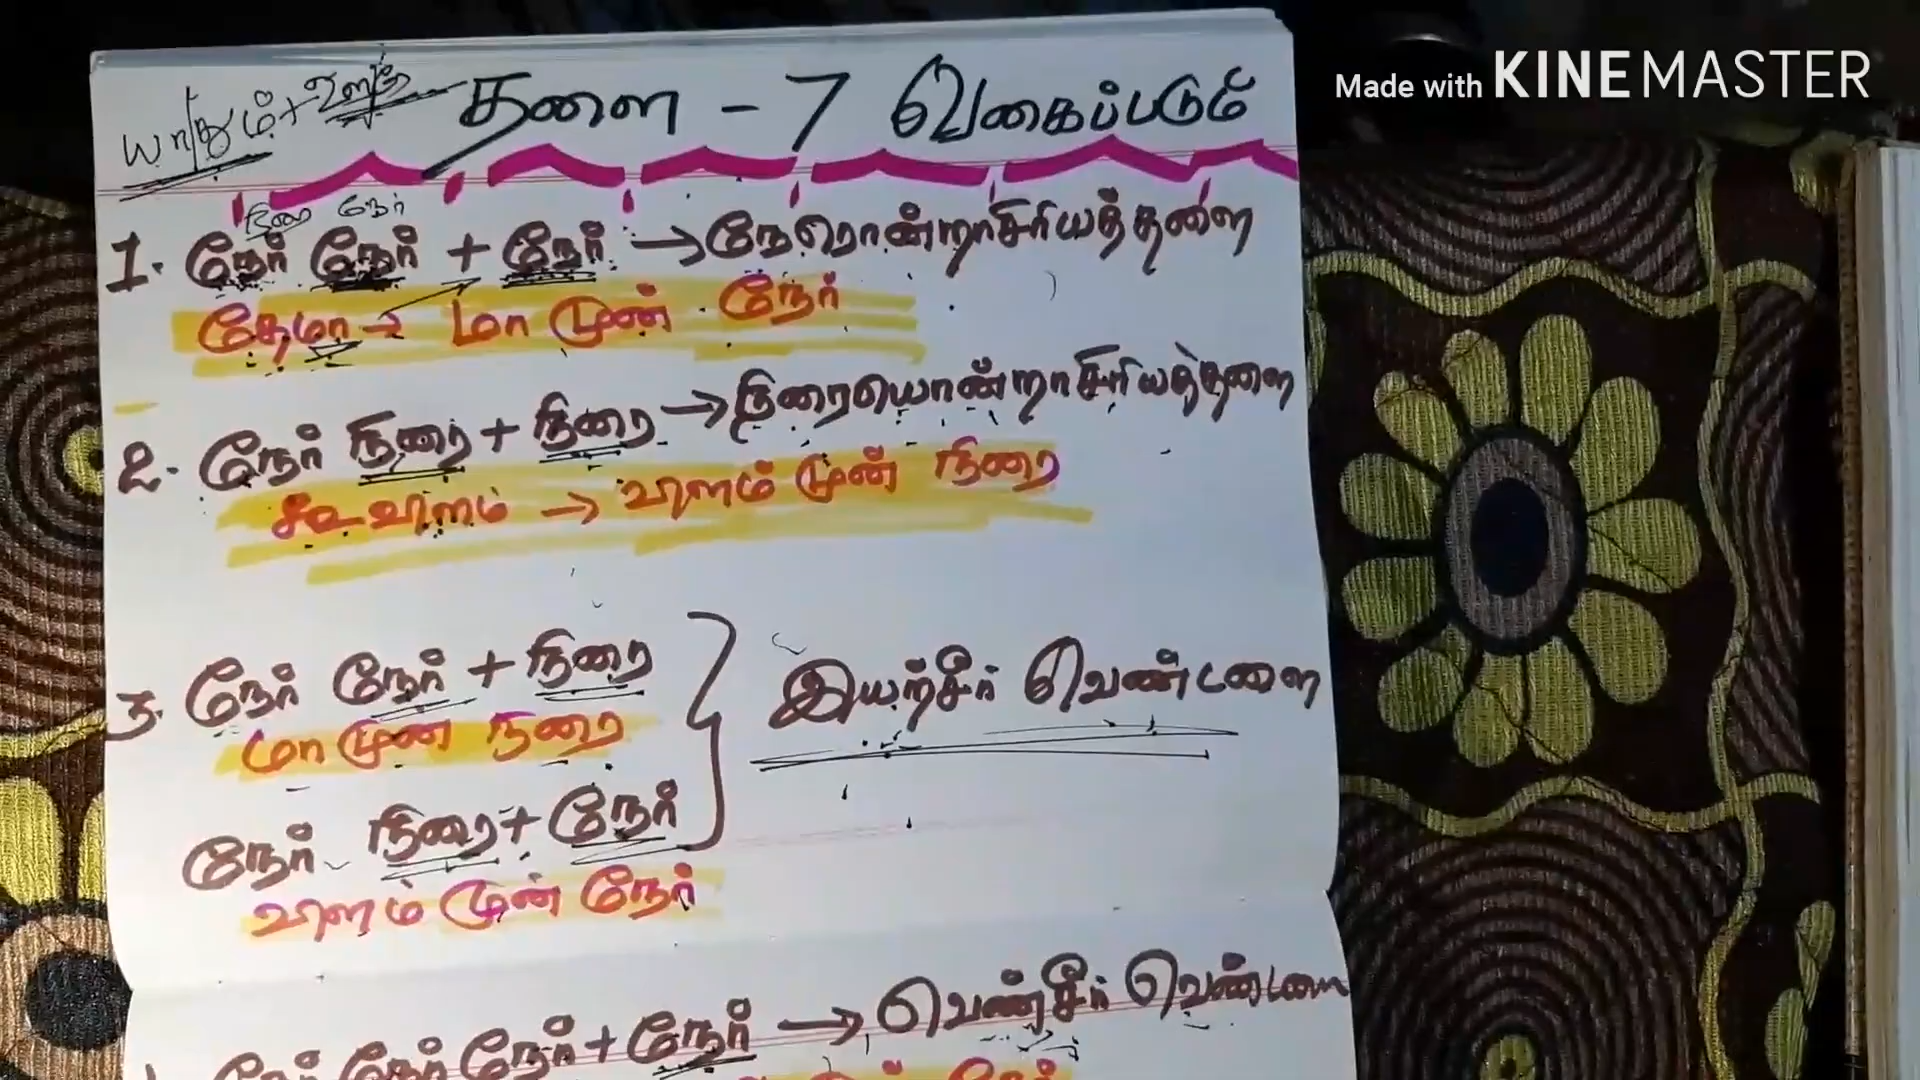 Made with KINEMASTER
யாதும்+ஊரே தளை - 7 வகைப்படும்
நிரை நேர்
1. நேர் நேர் + நேர் → நேரொன்றாசிரியத்தளை
தேமா → மா முன் நேர்
2. நேர் நிரை + நிரை → நிரையொன்றாசிரியத்தளை
கூவிளம் → விளம் முன் நிரை
3. நேர் நேர் + நிரை
மா முன் நிரை
இயற்சீர் வெண்டளை
நேர் நிரை + நேர்
விளம் முன் நேர்
நேர் நேர் நேர் + நேர் → வெண்சீர் வெண்டளை